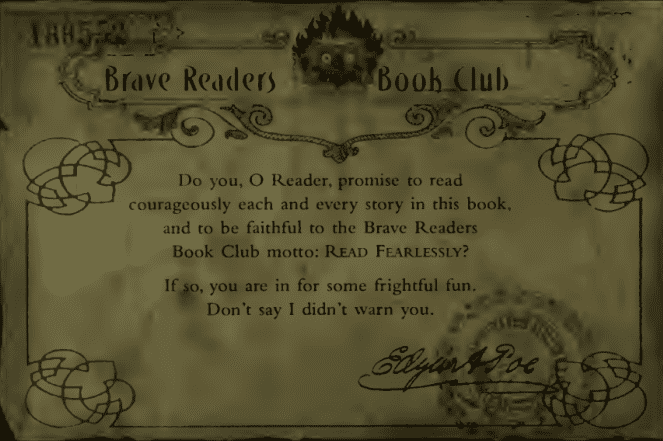 Brave Readers Book Club
Do you, O Reader, promise to read
courageously each and every story in this book,
and to be faithful to the Brave Readers
Book Club motto: READ FEARLESSLY?
If so, you are in for some frightful fun.
Don't say I didn't warn you.
Edgar A Poe